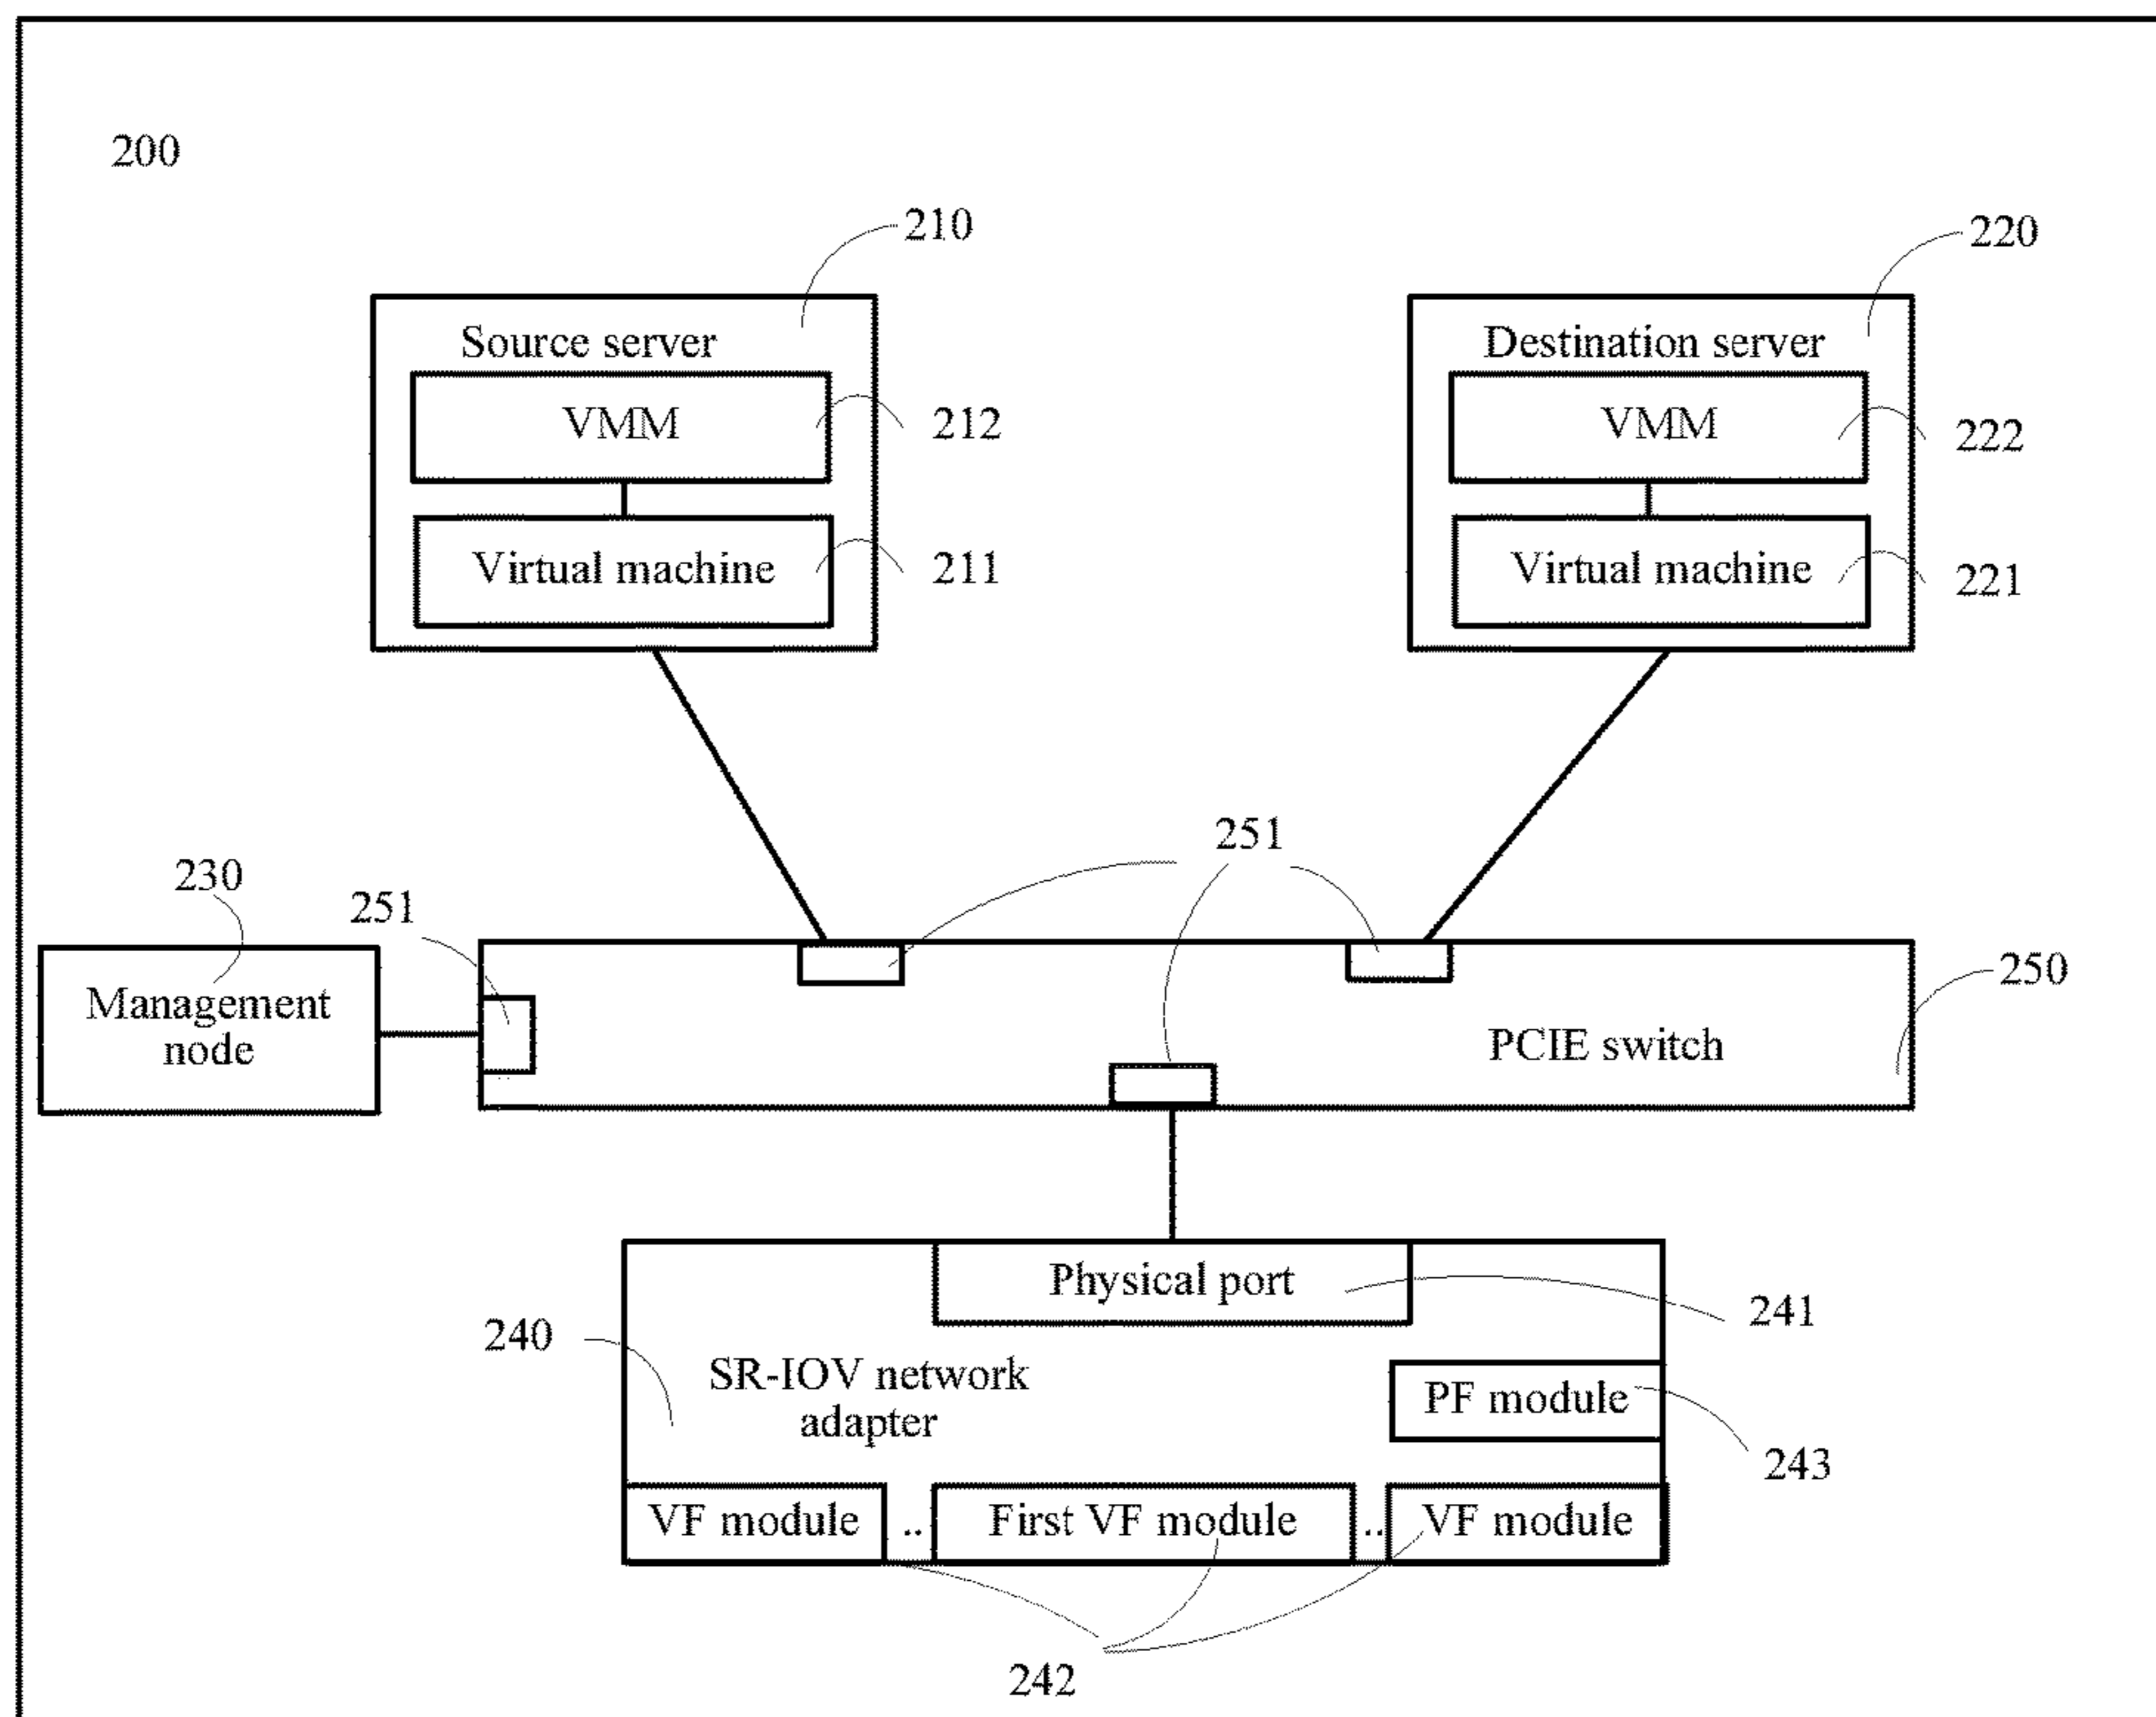 200
210
220
Source server
Destination server
VMM
212
VMM
222
Virtual machine
211
Virtual machine
221
251
230
251
250
Management
node
PCIE switch
Physical port
241
240
SR-IOV network
adapter
PF module
243
VF module .. First VF module .. VF module
242